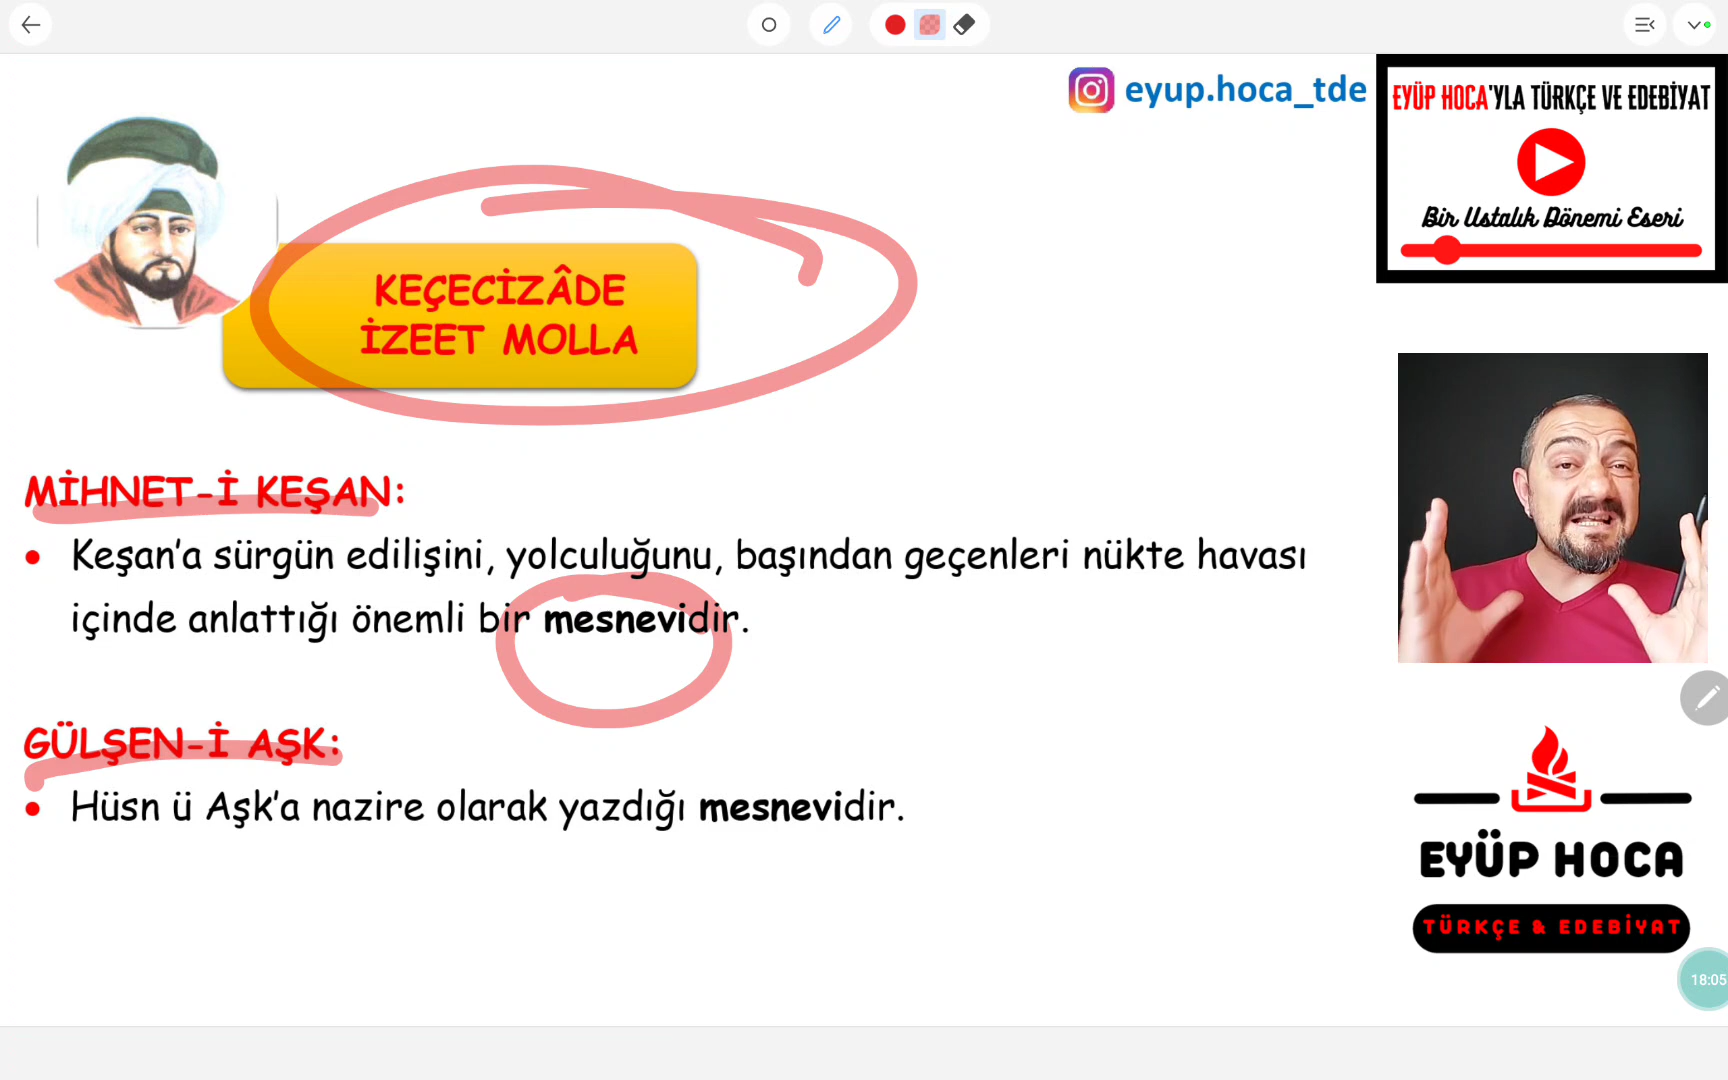 eyup.hoca_tde
EYÜP HOCA'YLA TÜRKÇE VE EDEBİYAT
Bir Ustalık Dönemi Eseri
KEÇECİZÂDE
İZEET MOLLA
MİHNET-İ KEŞAN:
• Keşan'a sürgün edilişini, yolculuğunu, başından geçenleri nükte havası
içinde anlattığı önemli bir mesnevidir.
GÜLŞEN-İ AŞK:
• Hüsn ü Aşk'a nazire olarak yazdığı mesnevidir.
EYÜP HOCA
TÜRKÇE & EDEBİYAT
18:05